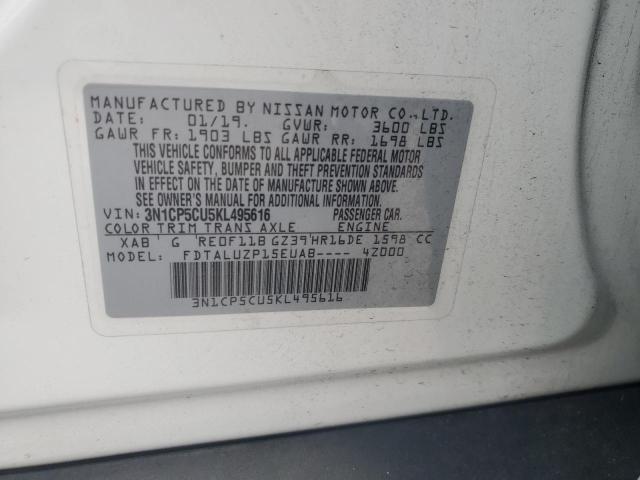 MANUFACTURED BY NISSAN MOTOR CO.,LTD.
DATE: 01/19. GVWR: 3600 LBS
GAWR FR: 1903 LBS GAWR RR: 1698 LBS
THIS VEHICLE CONFORMS TO ALL APPLICABLE FEDERAL MOTOR
VEHICLE SAFETY, BUMPER AND THEFT PREVENTION STANDARDS
IN EFFECT ON THE DATE OF MANUFACTURE SHOWN ABOVE.
SEE OWNER'S MANUAL FOR ADDITIONAL INFORMATION.
VIN: 3N1CP5CU5KL495616 PASSENGER CAR.
COLOR TRIM TRANS AXLE ENGINE
XAB G RE0F11B GZ39 HR16DE 1598 CC
MODEL: FDTALUZP15EUAB---- 4Z000
3N1CP5CU5KL495616